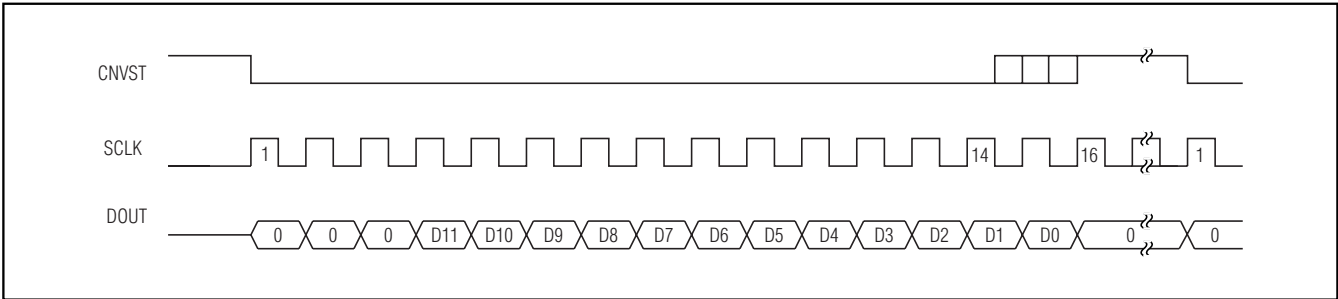 CNVST
SCLK 1 14 16 1
DOUT 0 0 0 D11 D10 D9 D8 D7 D6 D5 D4 D3 D2 D1 D0 0 0